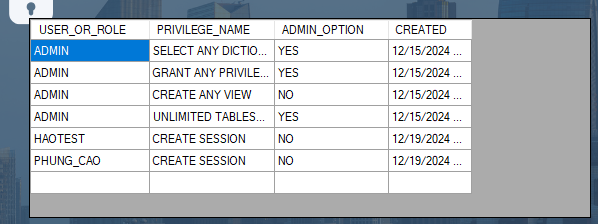 USER_OR_ROLE PRIVILEGE_NAME ADMIN_OPTION CREATED
ADMIN SELECT ANY DICTIO... YES 12/15/2024 ...
ADMIN GRANT ANY PRIVILE... YES 12/15/2024 ...
ADMIN CREATE ANY VIEW NO 12/15/2024 ...
ADMIN UNLIMITED TABLES... YES 12/15/2024 ...
HAOTEST CREATE SESSION NO 12/19/2024 ...
PHUNG_CAO CREATE SESSION NO 12/19/2024 ...